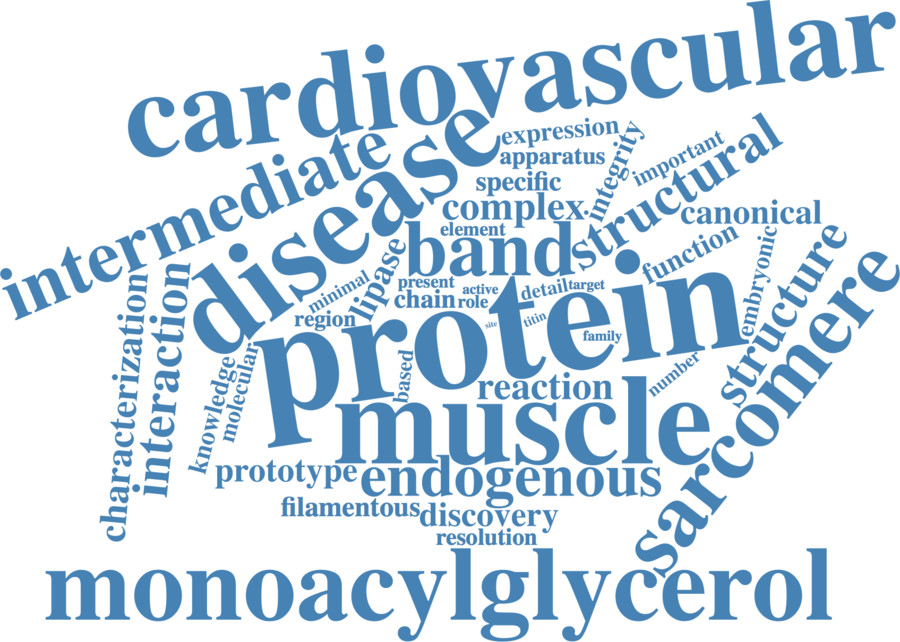 cardiovascular
disease
intermediate
expression
apparatus
integrity
important
specific
structural
complex
canonical
element
band
function
lipase
minimal
present
active
detail
target
embryonic
structure
chain
role
region
protein
site
titin
family
sarcomere
characterization
interaction
knowledge
molecular
based
reaction
number
muscle
prototype
endogenous
filamentous
discovery
resolution
monoacylglycerol